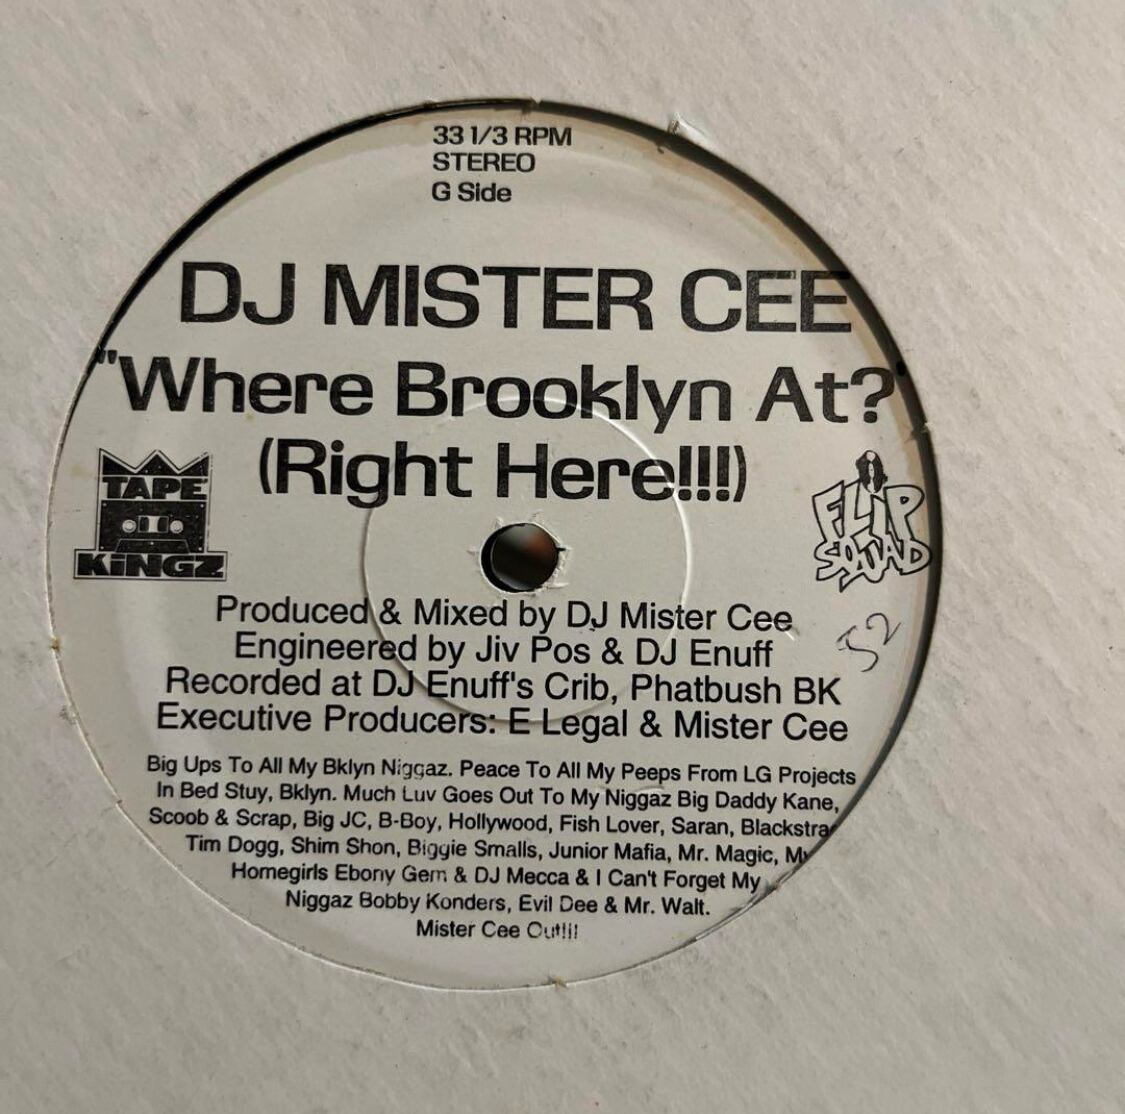 33 1/3 RPM
STEREO
G Side
DJ MISTER CEE
"Where Brooklyn At?"
(Right Here!!!)
TAPE
KiNGZ
FLIP
SQUAD
Produced & Mixed by DJ Mister Cee
52
Engineered by Jiv Pos & DJ Enuff
Recorded at DJ Enuff's Crib, Phatbush BK
Executive Producers: E Legal & Mister Cee
Big Ups To All My Bklyn Niggaz. Peace To All My Peeps From LG Projects
In Bed Stuy, Bklyn. Much Luv Goes Out To My Niggaz Big Daddy Kane,
Scoob & Scrap, Big JC, B-Boy, Hollywood, Fish Lover, Saran,
Tim Dogg, Shim Shon, Biggie Smalls, Junior Mafia, Mr. Magic, My
Homegirls Ebony Gem & DJ Mecca & I Can't Forget My
Niggaz Bobby Konders, Evil Dee & Mr. Walt.
Mister Cee Out!!!